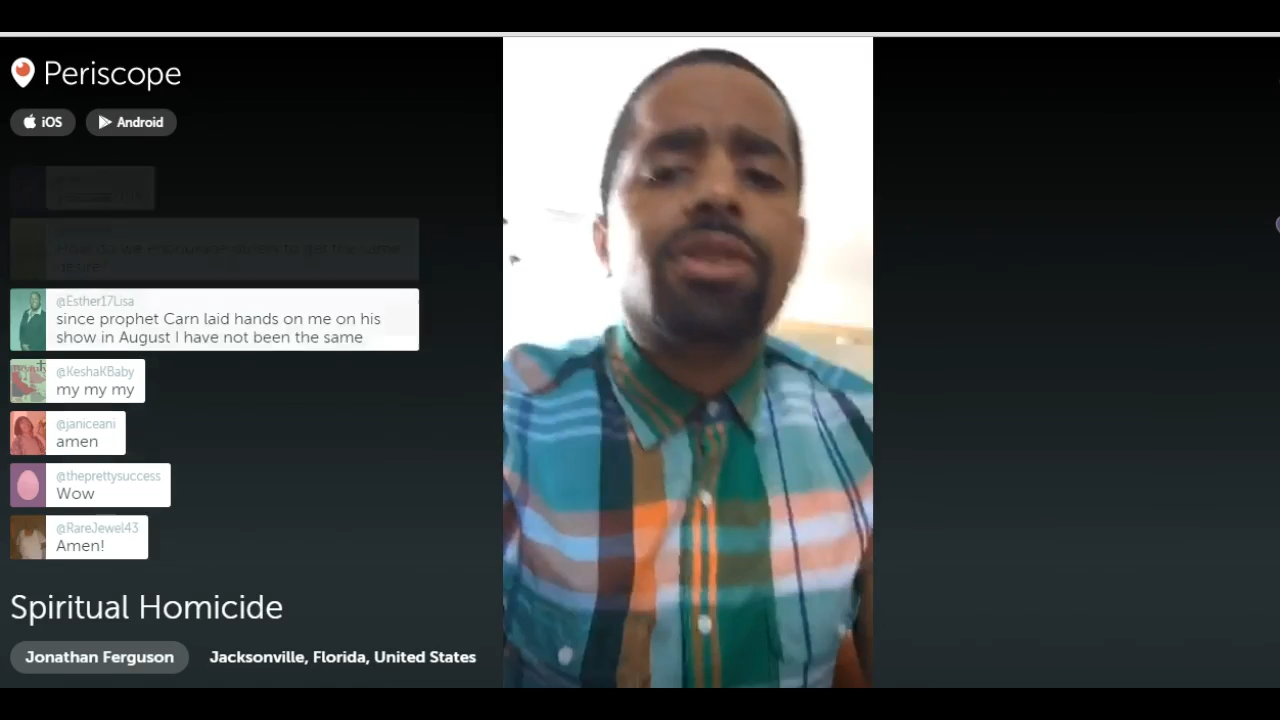 Periscope
iOS
Android
desire?
@Esther17Lisa
since prophet Carn laid hands on me on his
show in August I have not been the same
@KeshaKBaby
my my my
@janiceani
amen
@theprettysuccess
Wow
@RareJewel43
Amen!
Spiritual Homicide
Jonathan Ferguson
Jacksonville, Florida, United States